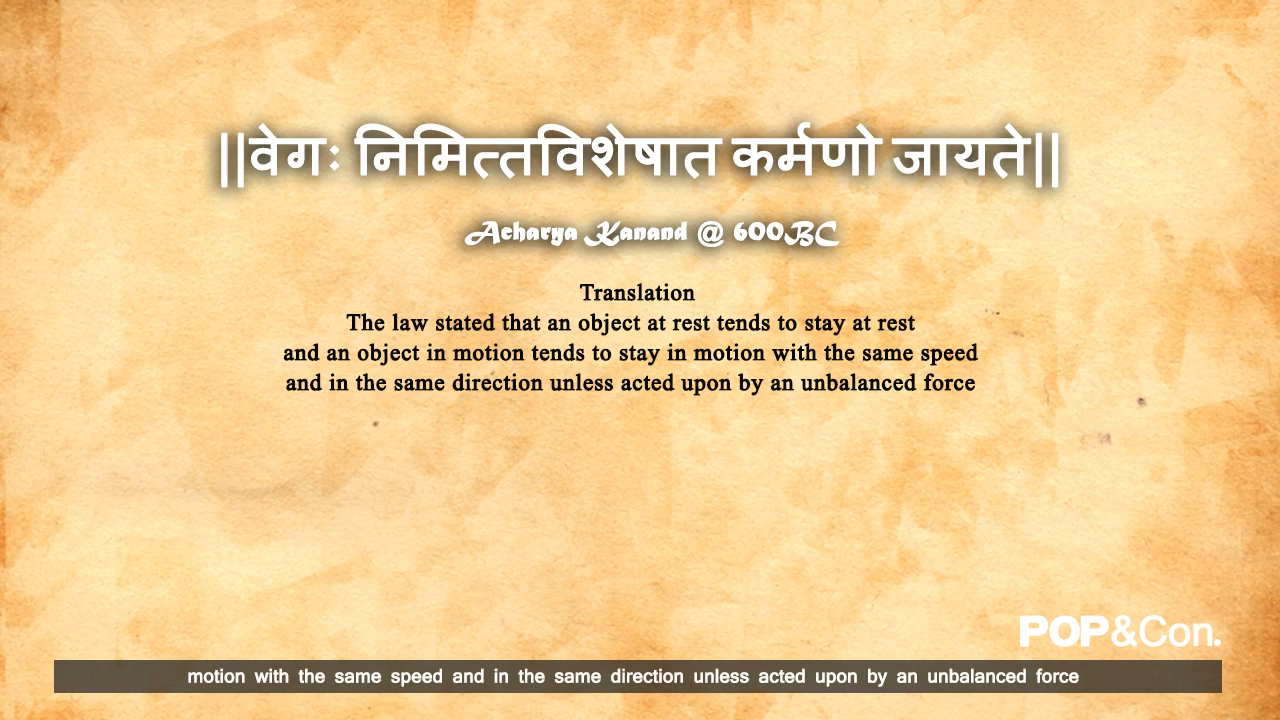 ||वेगः निमित्तविशेषात कर्मणो जायते||
Acharya Kanand @ 600BC
Translation
The law stated that an object at rest tends to stay at rest
and an object in motion tends to stay in motion with the same speed
and in the same direction unless acted upon by an unbalanced force
POP&Con.
motion with the same speed and in the same direction unless acted upon by an unbalanced force